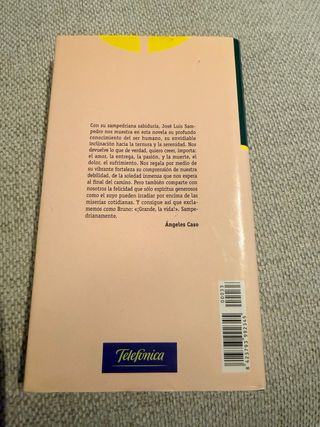 Con su sampedriana sabiduría, José Luis Sam-
pedro nos muestra en esta novela su profundo
conocimiento del ser humano, su envidiable
inclinación hacia la ternura y la serenidad. Nos
devuelve lo que de verdad, quiero creer, importa:
el amor, la entrega, la pasión, y la muerte, el
dolor, el sufrimiento. Nos regala por medio de
su vibrante fortaleza su comprensión de nuestra
debilidad, de la soledad inmensa que nos espera
al final del camino. Pero también comparte con
nosotros la felicidad que sólo espíritus generosos
como el suyo pueden irradiar por encima de las
miserias cotidianas. Y consigue así que excla-
memos como Bruno: «¡Grande, la vida!». Sampe-
drianamente.
Ángeles Caso
00033
8 423793 992345
Telefónica